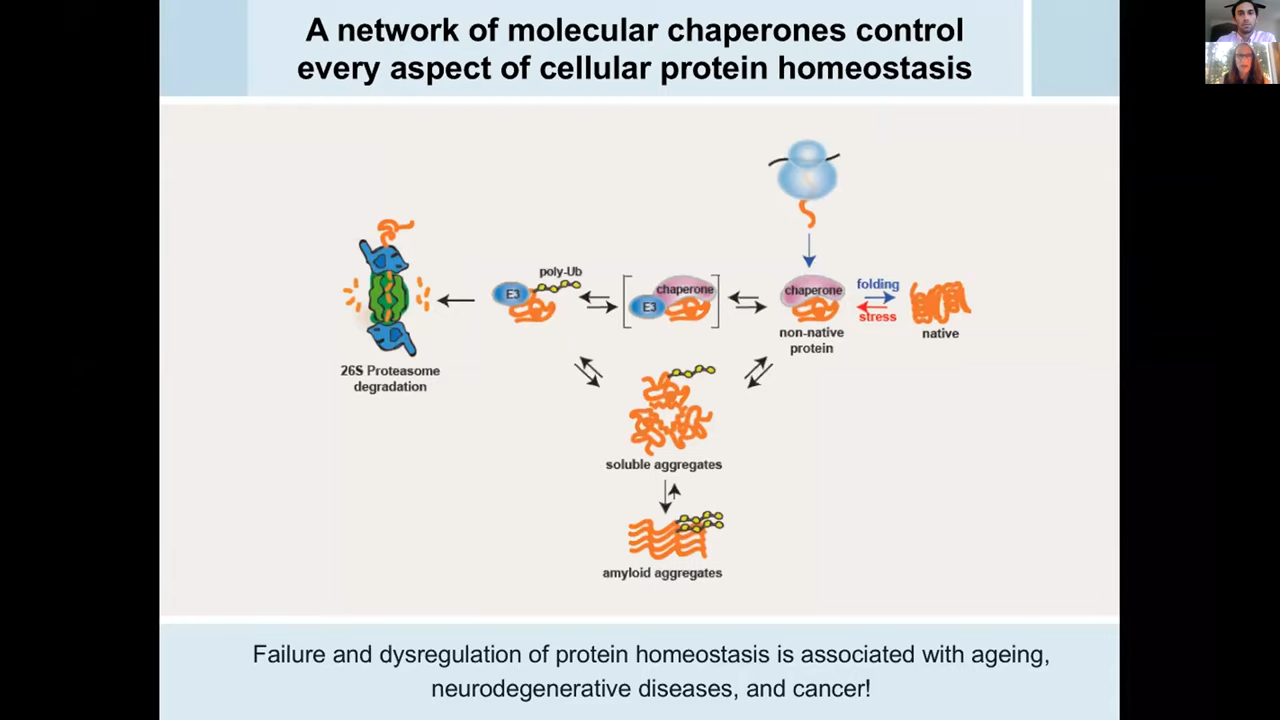 A network of molecular chaperones control
every aspect of cellular protein homeostasis
poly-Ub
E3
E3
chaperone
chaperone
folding
stress
non-native
protein
native
26S Proteasome
degradation
soluble aggregates
amyloid aggregates
Failure and dysregulation of protein homeostasis is associated with ageing,
neurodegenerative diseases, and cancer!